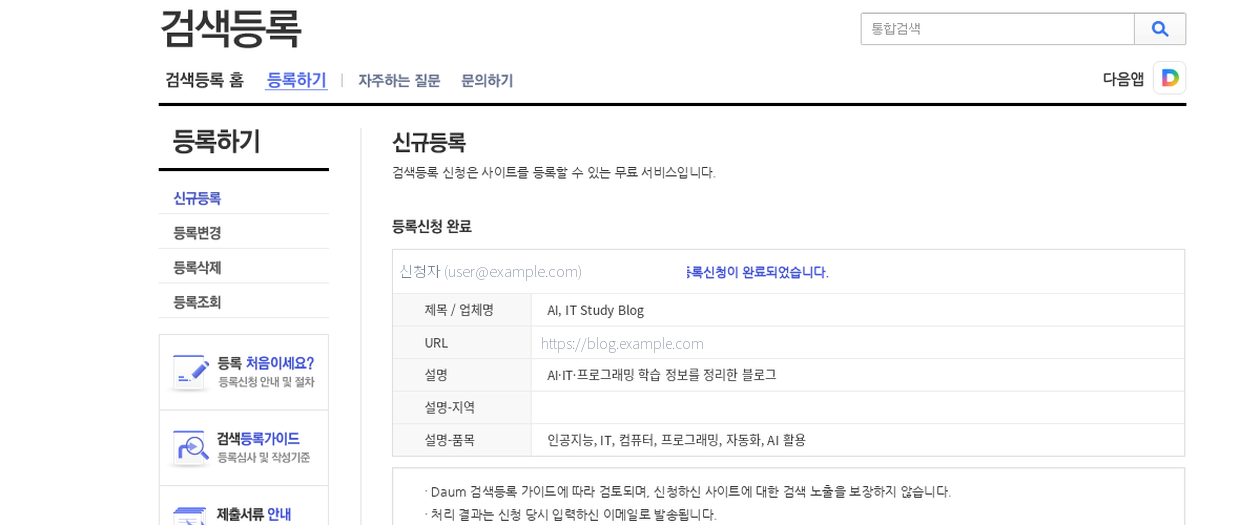 검색등록
통합검색
검색등록 홈 등록하기 | 자주하는 질문 문의하기
다음앱 D
등록하기
신규등록
등록변경
등록삭제
등록조회
등록 처음이세요?
등록신청 안내 및 절차
검색등록가이드
등록심사 및 작성기준
제출서류 안내
신규등록
검색등록 신청은 사이트를 등록할 수 있는 무료 서비스입니다.
등록신청 완료
신청자 (user@example.com) 등록신청이 완료되었습니다.
제목 / 업체명 AI, IT Study Blog
URL https://blog.example.com
설명 AI·IT·프로그래밍 학습 정보를 정리한 블로그
설명-지역
설명-품목 인공지능, IT, 컴퓨터, 프로그래밍, 자동화, AI 활용
· Daum 검색등록 가이드에 따라 검토되며, 신청하신 사이트에 대한 검색 노출을 보장하지 않습니다.
· 처리 결과는 신청 당시 입력하신 이메일로 발송됩니다.